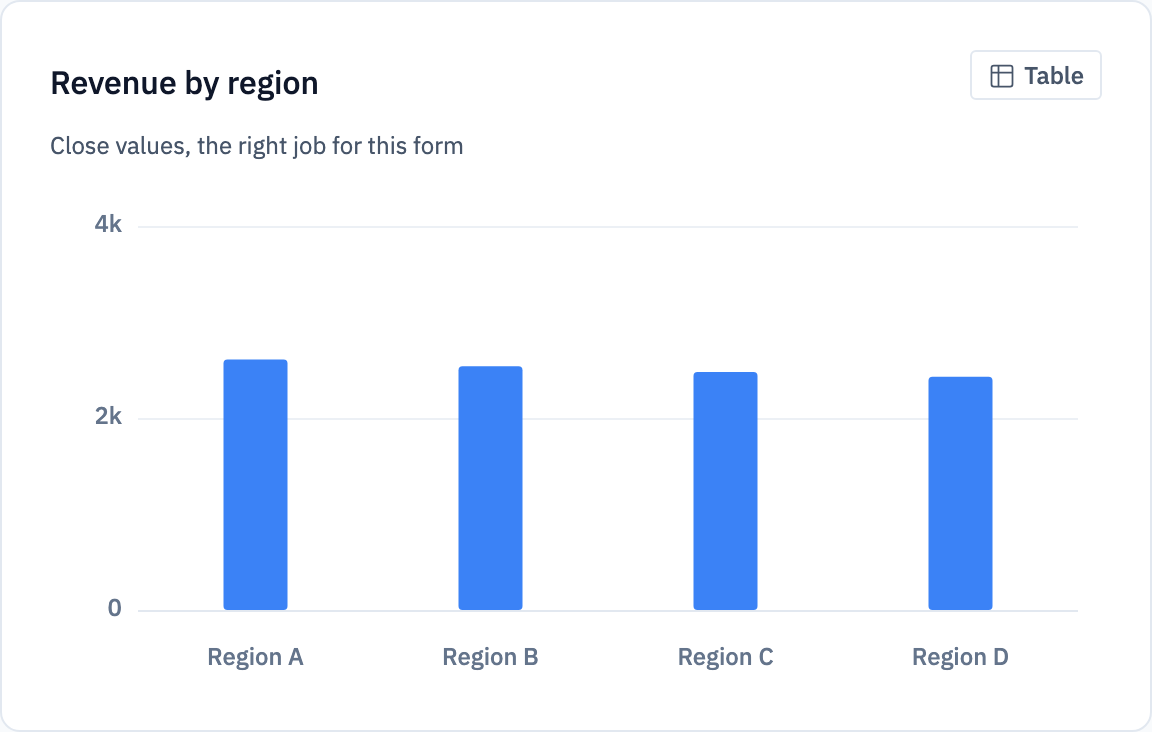 Revenue by region
Table
Close values, the right job for this form
4k
2k
0
Region A
Region B
Region C
Region D